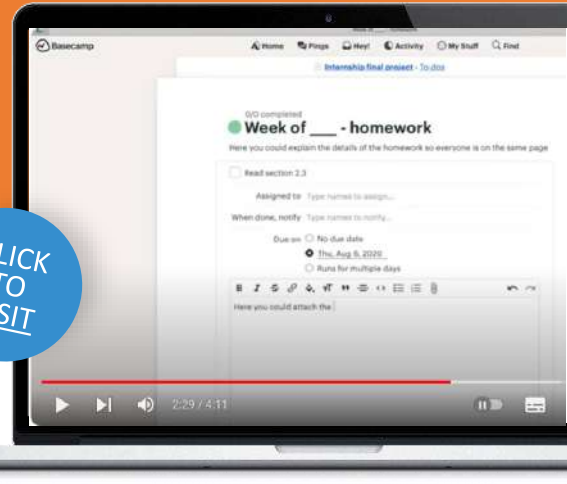 Basecamp
Home Pings Hey! Activity My Stuff Find
Internship final project - To-dos
0/0 completed
Week of ___ - homework
Here you could explain the details of the homework so everyone is on the same page
Read section 2.3
Assigned to Type names to assign...
When done, notify Type names to notify...
Due on No due date
Thu, Aug 6, 2020
Runs for multiple days
Here you could attach the
LICK
TO
SIT
2:29 / 4:11